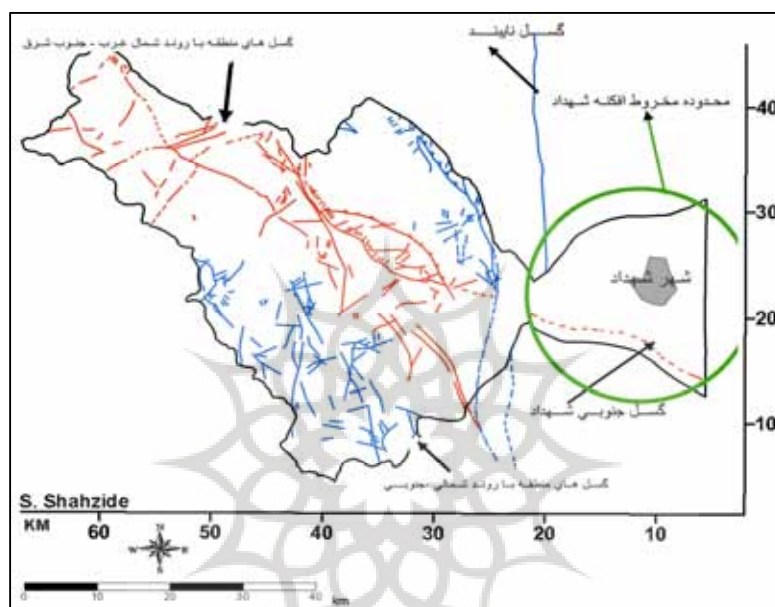 گسل نایبند
گسل های منطقه با روند شمال غرب - جنوب شرق
محدوده مخروط افکنه شهداد
شهر شهداد
گسل جنوبی شهداد
گسل های منطقه با روند شمالی-جنوبی
40
30
20
10
S. Shahzide
KM 60 50 40 30 20 10
N
W E
S
0 10 20 30 40
km